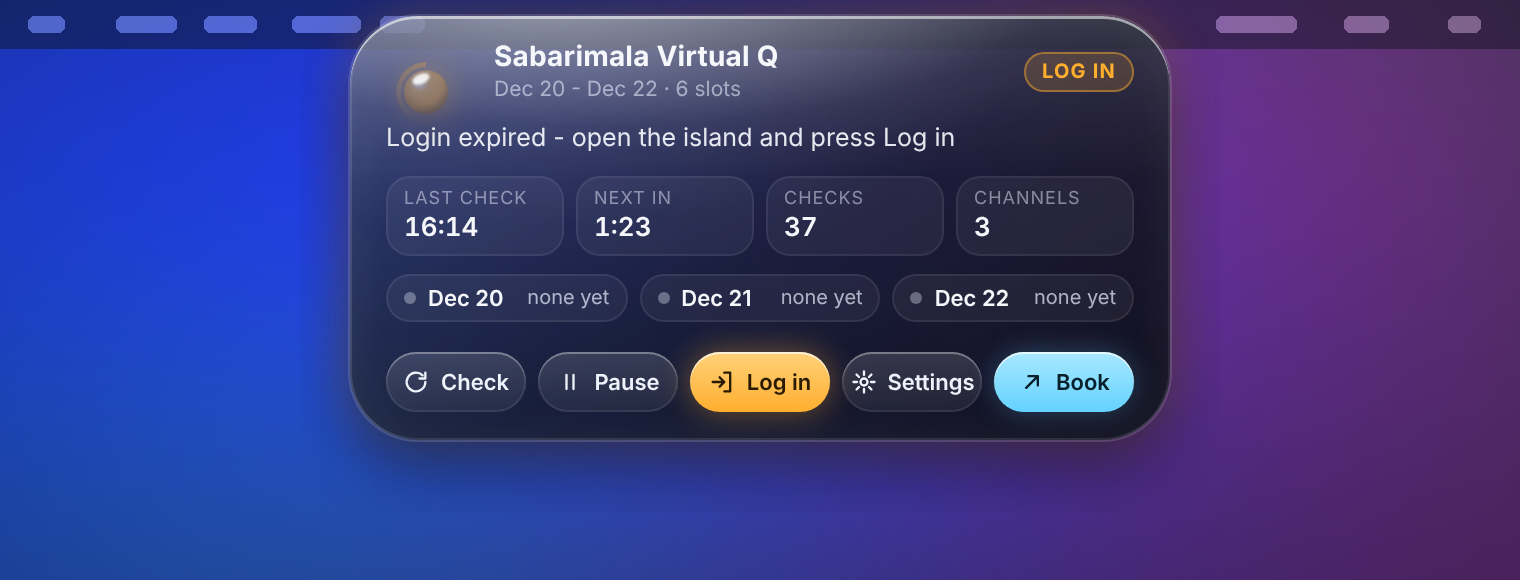 Sabarimala Virtual Q
Dec 20 - Dec 22 · 6 slots
LOG IN
Login expired - open the island and press Log in
LAST CHECK
16:14
NEXT IN
1:23
CHECKS
37
CHANNELS
3
Dec 20 none yet
Dec 21 none yet
Dec 22 none yet
Check
Pause
Log in
Settings
Book